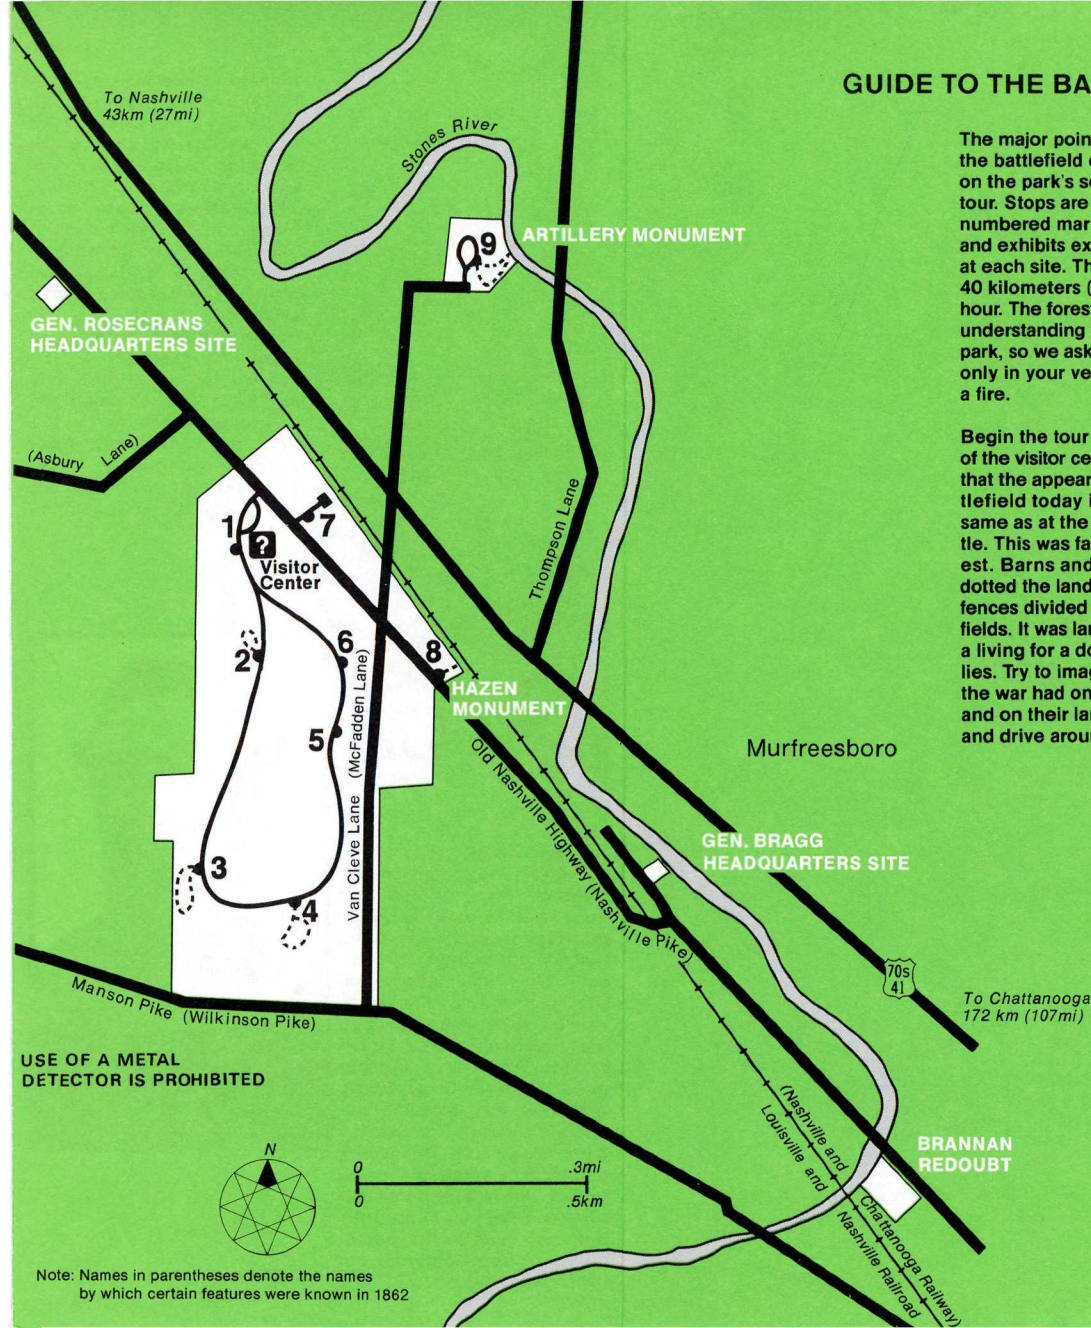 GUIDE TO THE BA
To Nashville
43km (27mi)
Stones River
The major poin
the battlefield
on the park's s
tour. Stops are
numbered mar
and exhibits ex
at each site. Th
40 kilometers (
hour. The fores
understanding
park, so we ask
only in your ve
a fire.
Begin the tour
of the visitor ce
that the appear
tlefield today i
same as at the
tle. This was fa
est. Barns and
dotted the land
fences divided
fields. It was lar
a living for a do
lies. Try to imag
the war had on
and on their lar
and drive arou
9
ARTILLERY MONUMENT
GEN. ROSECRANS
HEADQUARTERS SITE
(Asbury Lane)
1
?
Visitor
Center
7
Thompson Lane
2
6
8
HAZEN
MONUMENT
5
Van Cleve Lane (McFadden Lane)
Old Nashville Highway (Nashville Pike)
Murfreesboro
3
4
GEN. BRAGG
HEADQUARTERS SITE
70s
41
To Chattanooga
172 km (107mi)
Manson Pike (Wilkinson Pike)
USE OF A METAL
DETECTOR IS PROHIBITED
(Nashville and Chattanooga Railway)
Louisville and Nashville Railroad
BRANNAN
REDOUBT
N
0 .3mi
0 .5km
Note: Names in parentheses denote the names
by which certain features were known in 1862